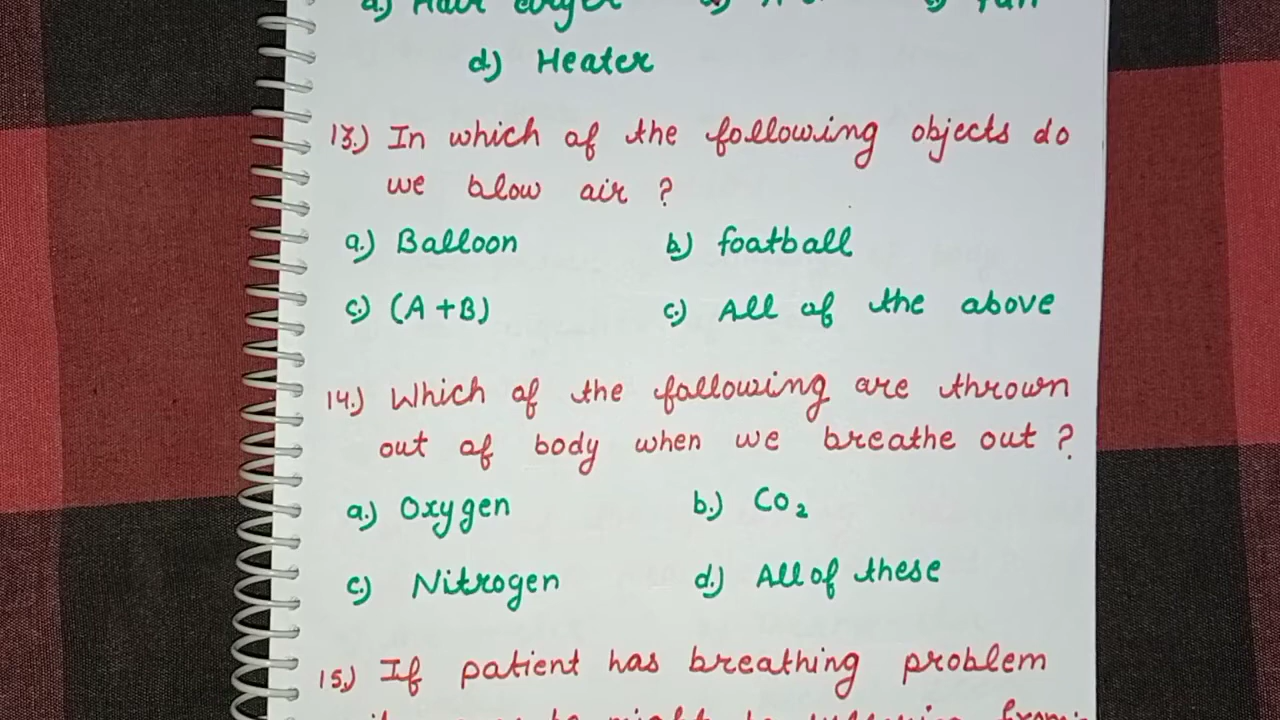 d.) Heater
13.) In which of the following objects do
we blow air ?
a.) Balloon b.) foatball
c.) (A+B) c.) All of the above
14.) Which of the fallowing are thrown
out of body when we breathe out ?
a.) Oxygen b.) CO₂
c.) Nitrogen d.) All of these
15.) If patient has breathing problem